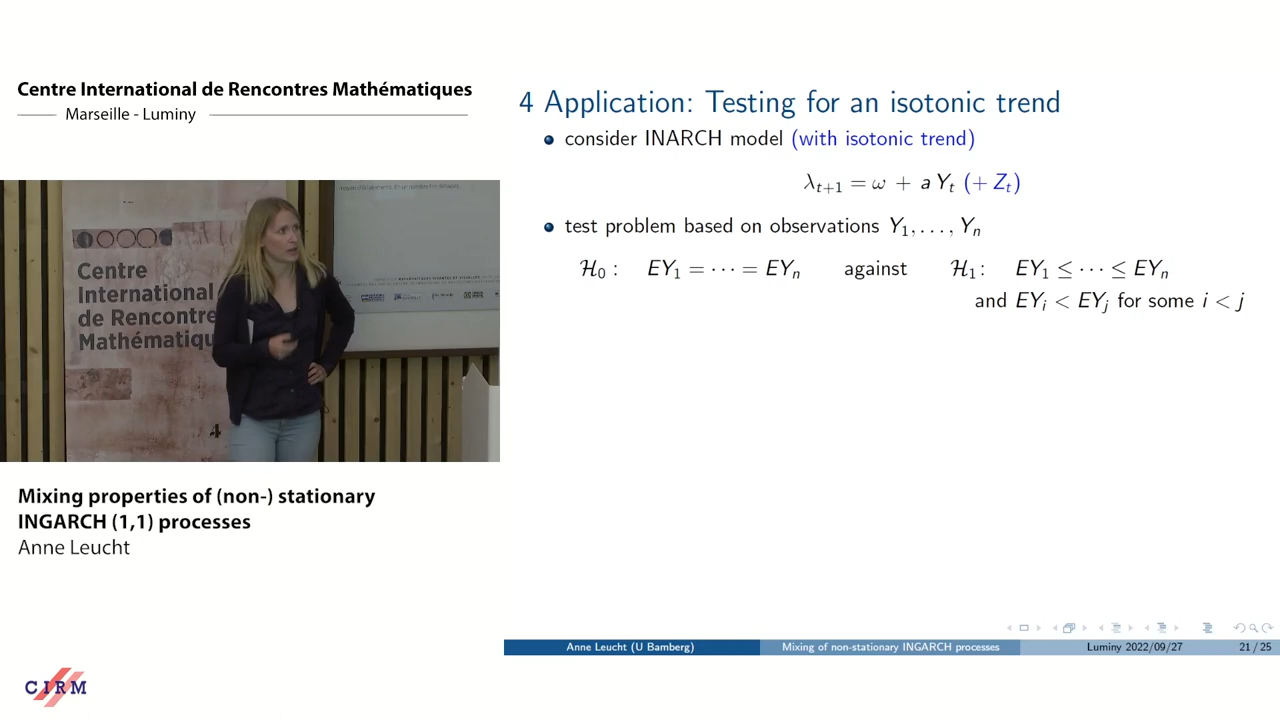 Centre International de Rencontres Mathématiques
Marseille - Luminy
4 Application: Testing for an isotonic trend
consider INARCH model (with isotonic trend)
λ_{t+1} = ω + a Y_t (+ Z_t)
test problem based on observations Y_1, . . . , Y_n
H_0 : EY_1 = · · · = EY_n against H_1 : EY_1 ≤ · · · ≤ EY_n
and EY_i < EY_j for some i < j
Centre
International
de Rencontre
Mathématiqu
4
Mixing properties of (non-) stationary
INGARCH (1,1) processes
Anne Leucht
Anne Leucht (U Bamberg) Mixing of non-stationary INGARCH processes Luminy 2022/09/27 21 / 25
CIRM